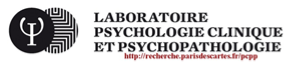 LABORATOIRE
PSYCHOLOGIE CLINIQUE
ET PSYCHOPATHOLOGIE
http://recherche.parisdescartes.fr/pcpp